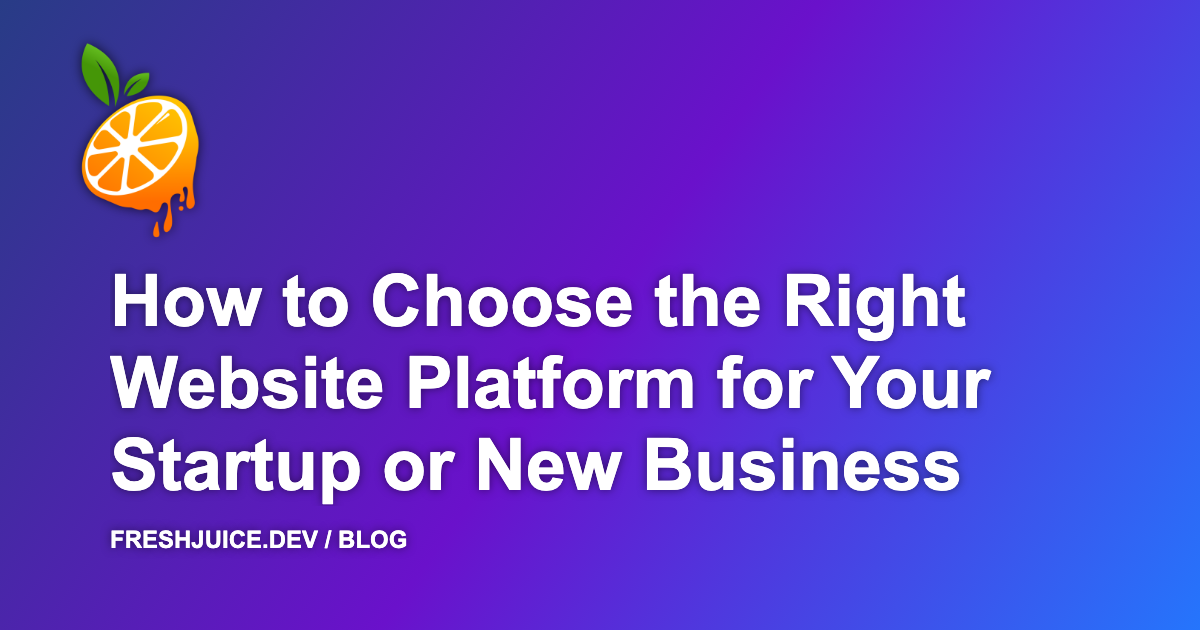 How to Choose the Right
Website Platform for Your
Startup or New Business
FRESHJUICE.DEV / BLOG